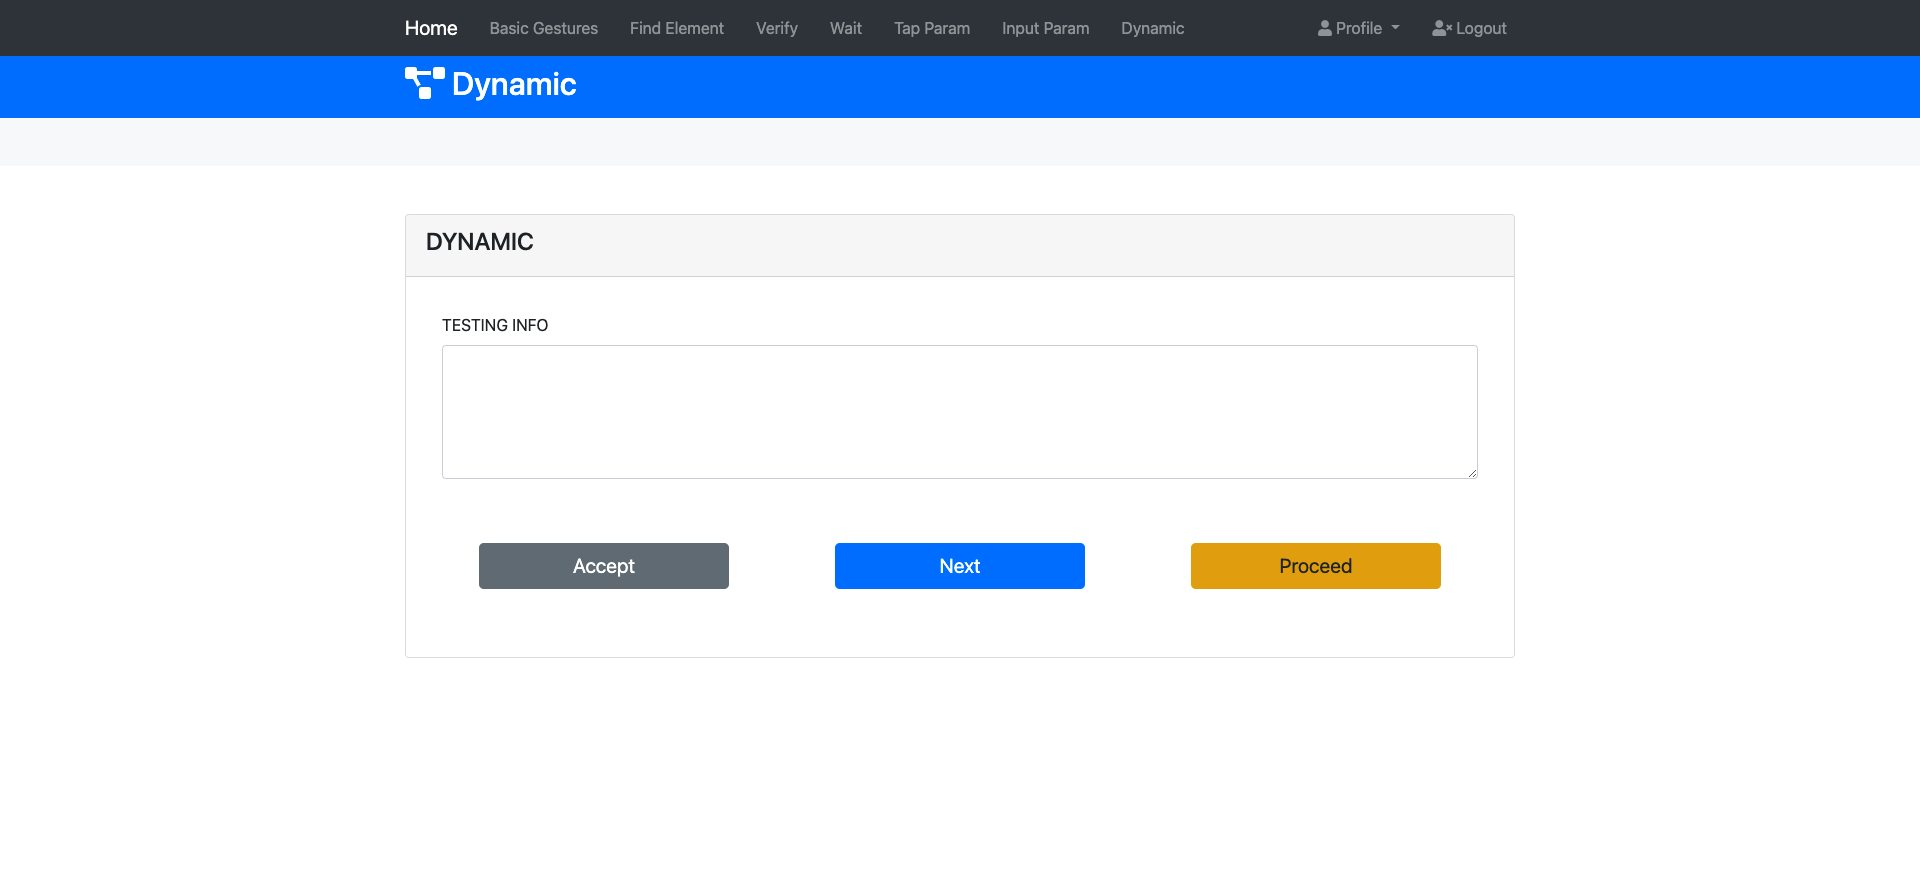 Home Basic Gestures Find Element Verify Wait Tap Param Input Param Dynamic Profile Logout
Dynamic
DYNAMIC
TESTING INFO
Accept Next Proceed